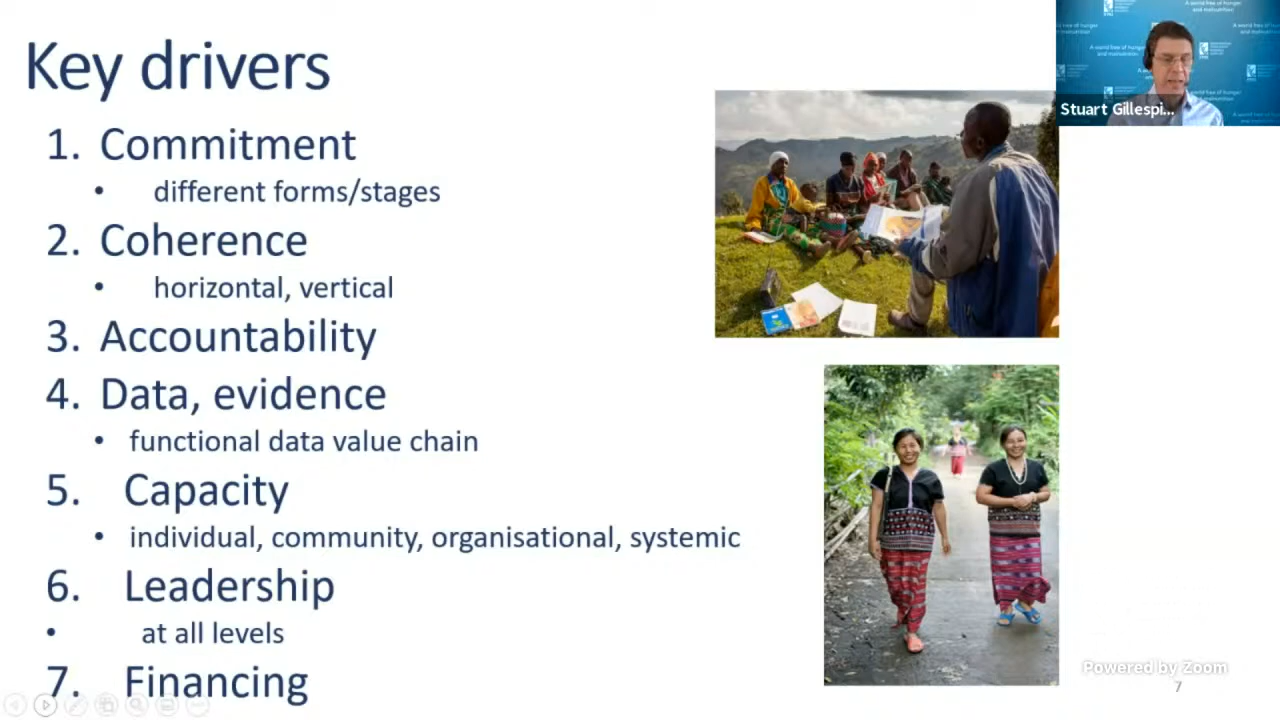 Key drivers
1. Commitment
• different forms/stages
2. Coherence
• horizontal, vertical
3. Accountability
4. Data, evidence
• functional data value chain
5. Capacity
• individual, community, organisational, systemic
6. Leadership
• at all levels
7. Financing
Stuart Gillespi...
Powered by Zoom
7